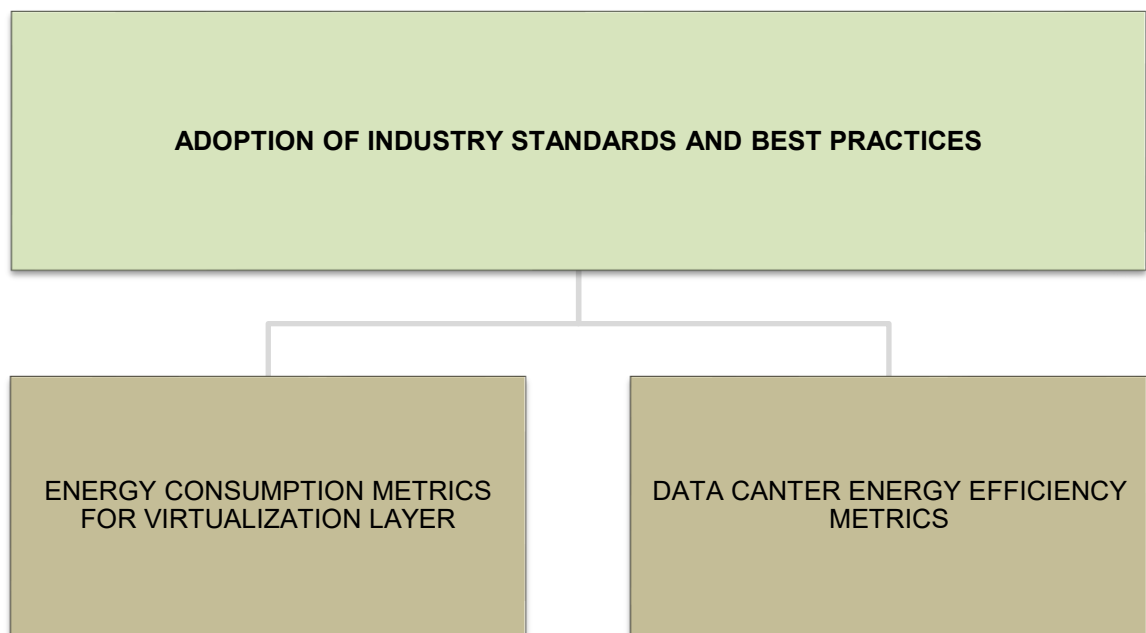 ADOPTION OF INDUSTRY STANDARDS AND BEST PRACTICES
ENERGY CONSUMPTION METRICS
FOR VIRTUALIZATION LAYER
DATA CANTER ENERGY EFFICIENCY
METRICS